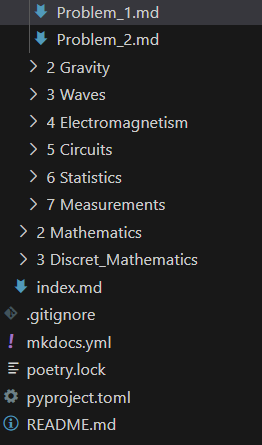 Problem_1.md
Problem_2.md
2 Gravity
3 Waves
4 Electromagnetism
5 Circuits
6 Statistics
7 Measurements
2 Mathematics
3 Discret_Mathematics
index.md
.gitignore
mkdocs.yml
poetry.lock
pyproject.toml
README.md